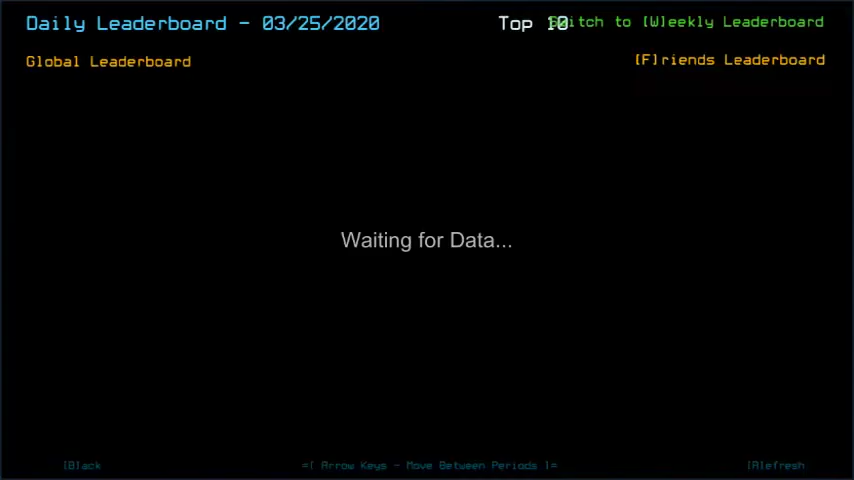 Daily Leaderboard - 03/25/2020
Top 10
Switch to [W]eekly Leaderboard
Global Leaderboard
[F]riends Leaderboard
Waiting for Data...
[B]ack
=[ Arrow Keys - Move Between Periods ]=
[R]efresh